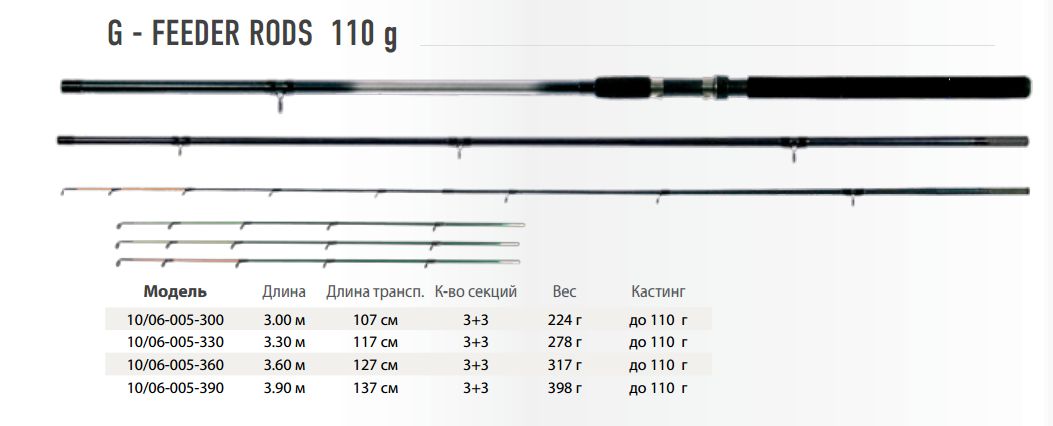 G - FEEDER RODS 110 g
Модель Длина Длина трансп. К-во секций Вес Кастинг
10/06-005-300 3.00 м 107 см 3+3 224 г до 110 г
10/06-005-330 3.30 м 117 см 3+3 278 г до 110 г
10/06-005-360 3.60 м 127 см 3+3 317 г до 110 г
10/06-005-390 3.90 м 137 см 3+3 398 г до 110 г